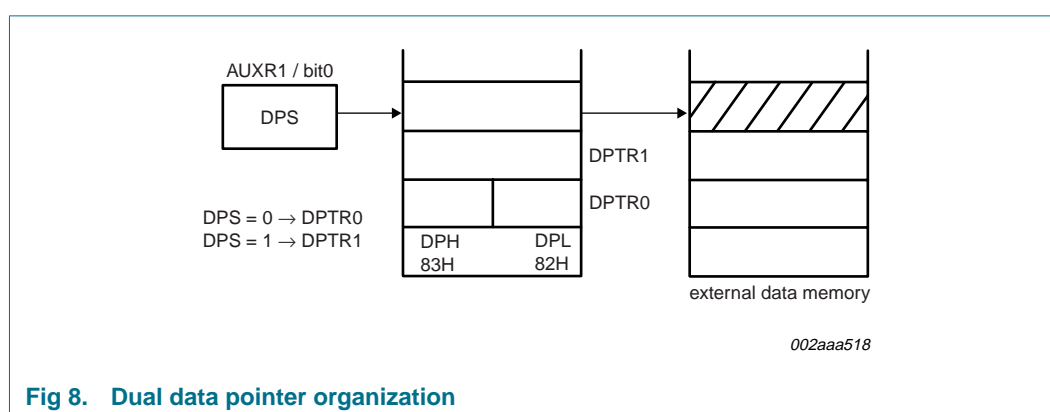 AUXR1 / bit0
DPS
DPTR1
DPTR0
DPS = 0 → DPTR0
DPS = 1 → DPTR1
DPH DPL
83H 82H
external data memory
002aaa518
Fig 8. Dual data pointer organization